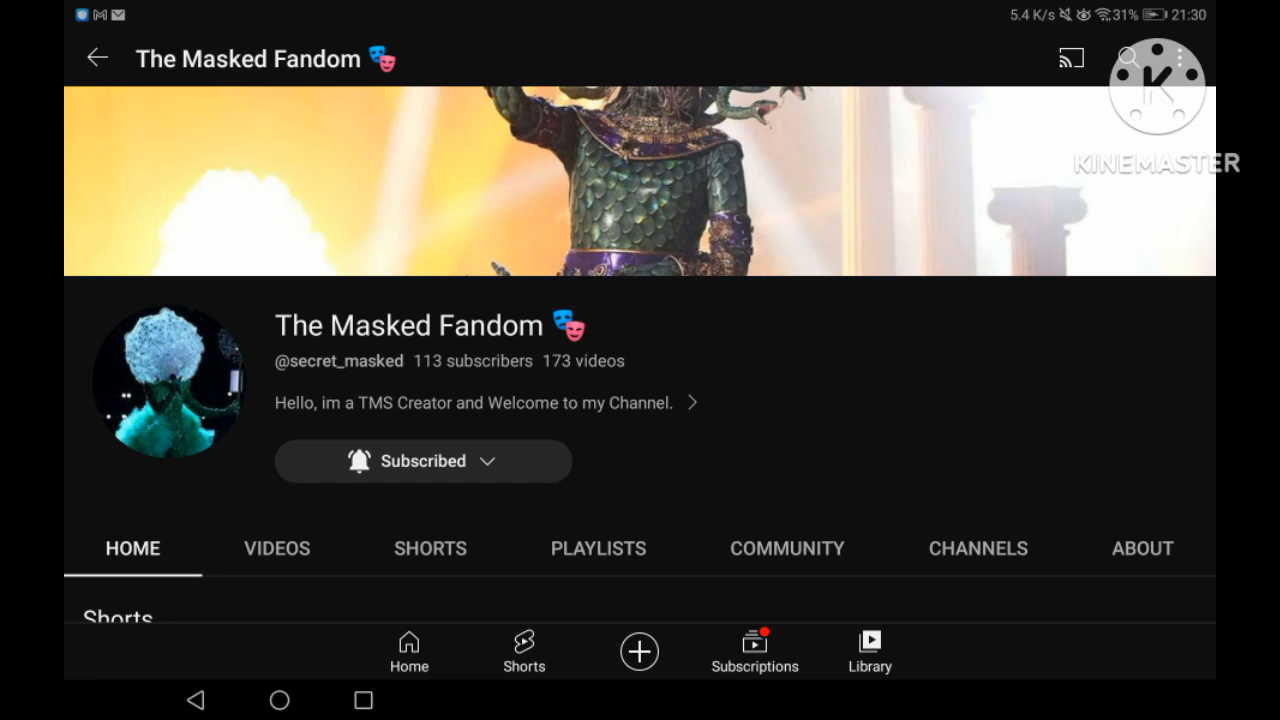 5.4 K/s 31% 21:30
The Masked Fandom
K
KINEMASTER
The Masked Fandom
@secret_masked 113 subscribers 173 videos
Hello, im a TMS Creator and Welcome to my Channel.
Subscribed
HOME VIDEOS SHORTS PLAYLISTS COMMUNITY CHANNELS ABOUT
Shorts
Home Shorts Subscriptions Library